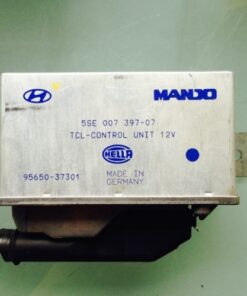 MANDO
5SE 007 397-07
TCL-CONTROL UNIT 12V
HELLA
95650-37301
MADE IN
GERMANY